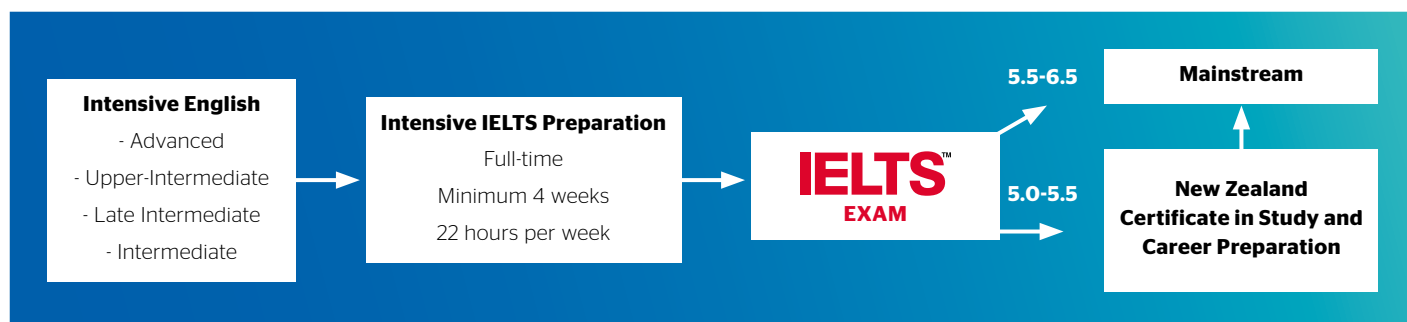 Intensive English
- Advanced
- Upper-Intermediate
- Late Intermediate
- Intermediate
Intensive IELTS Preparation
Full-time
Minimum 4 weeks
22 hours per week
IELTS™
EXAM
5.5-6.5
5.0-5.5
Mainstream
New Zealand
Certificate in Study and
Career Preparation